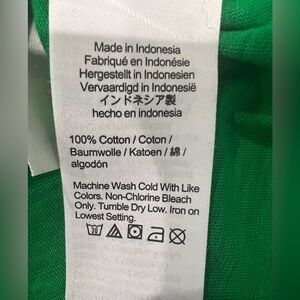 Made in Indonesia
Fabriqué en Indonésie
Hergestellt in Indonesien
Vervaardigd in Indonesië
インドネシア製
hecho en indonesia
100% Cotton / Coton /
Baumwolle / Katoen / 綿 /
algodón
Machine Wash Cold With Like
Colors. Non-Chlorine Bleach
Only. Tumble Dry Low. Iron on
Lowest Setting.